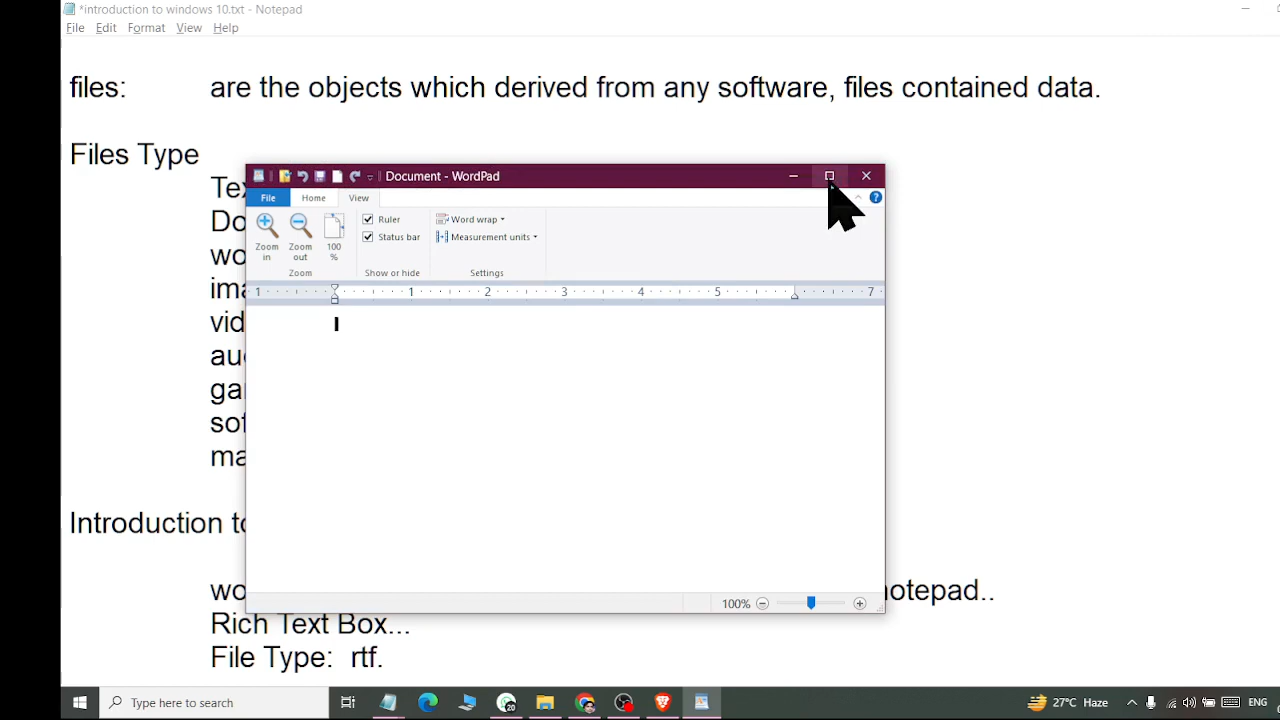 *introduction to windows 10.txt - Notepad
File Edit Format View Help
files: are the objects which derived from any software, files contained data.
Files Type
Document - WordPad
File Home View
Zoom in
Zoom out
100 %
Ruler
Status bar
Word wrap
Measurement units
Zoom
Show or hide
Settings
1 1 2 3 4 5 7
Introduction
notepad..
100%
Rich Text Box...
File Type: rtf.
Type here to search
20
27°C Haze
ENG